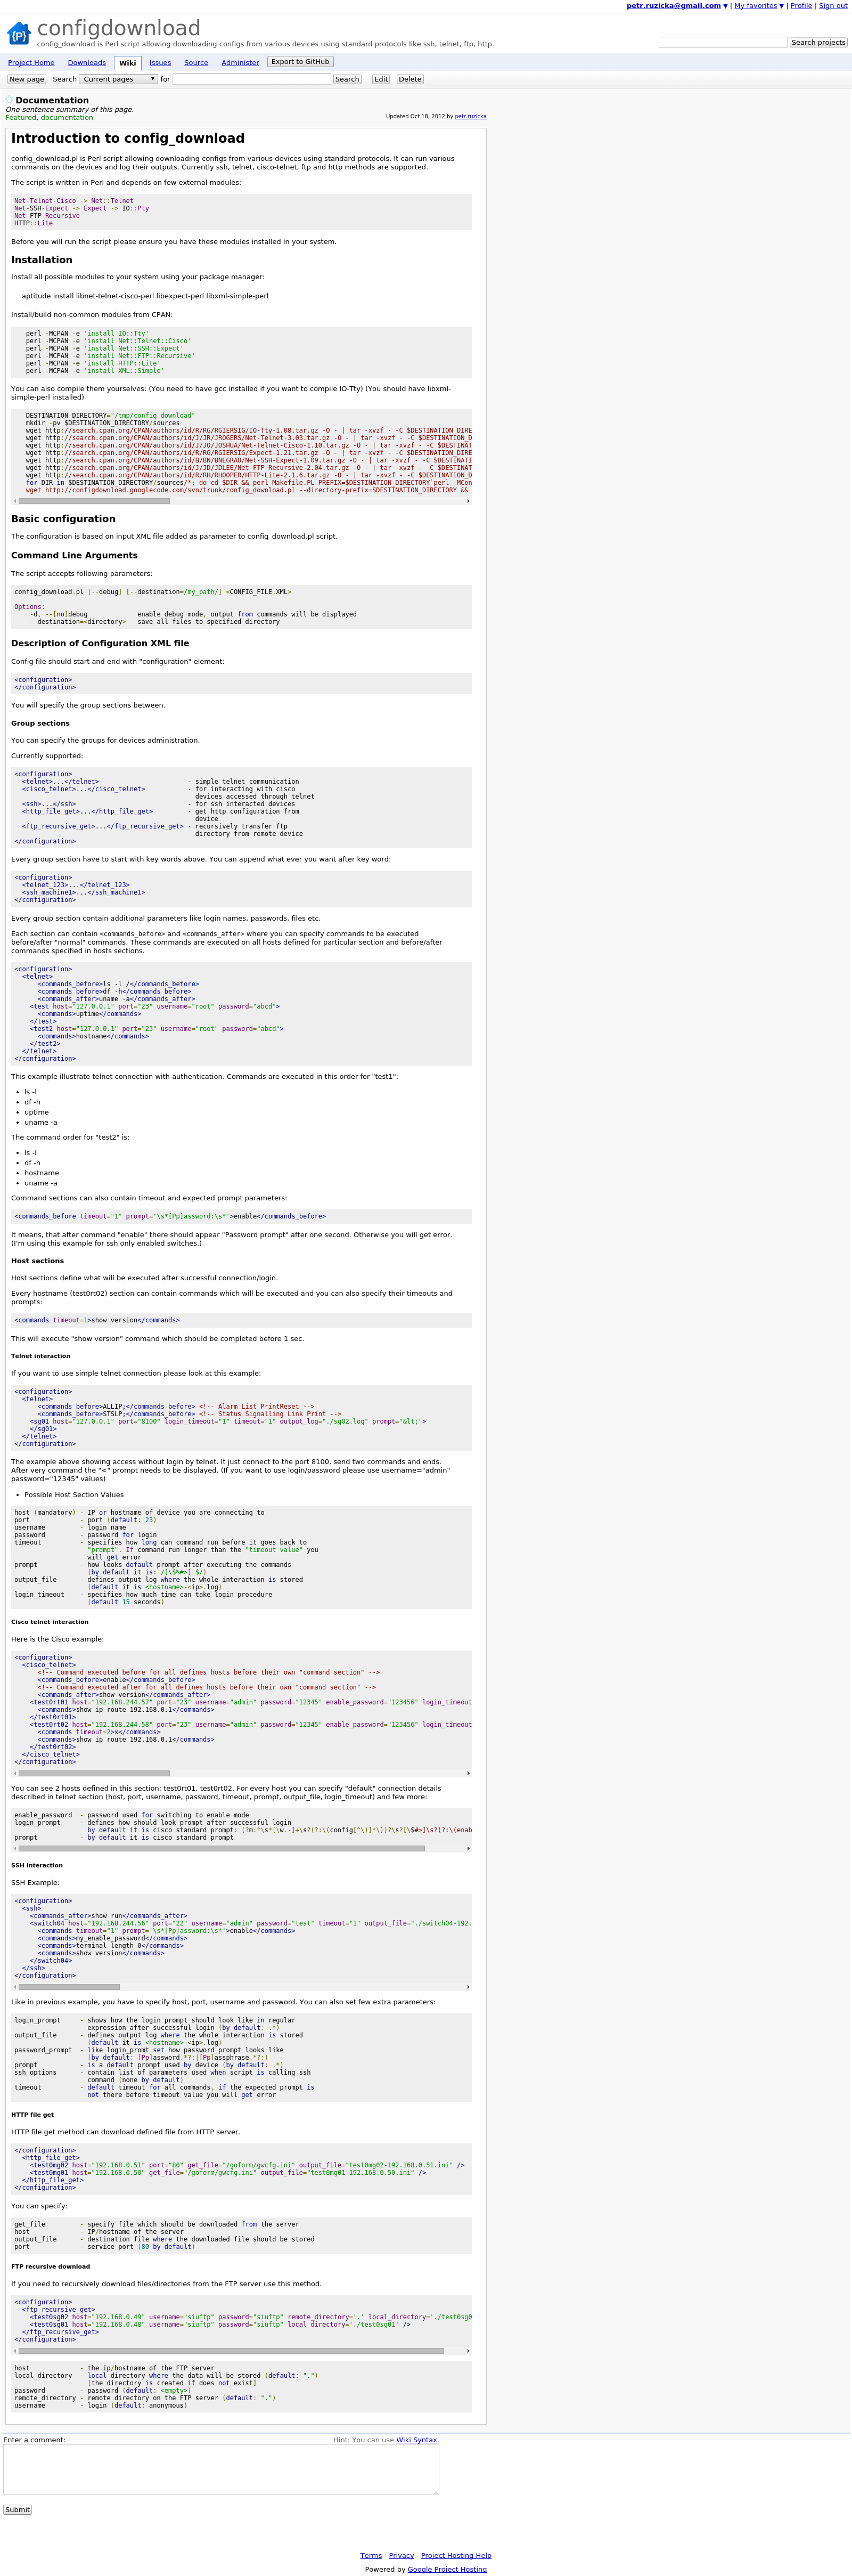 petr.ruzicka@gmail.com ▼ | My favorites ▼ | Profile | Sign out
configdownload
config_download is Perl script allowing downloading configs from various devices using standard protocols like ssh, telnet, ftp, http.
Search projects
Project Home Downloads Wiki Issues Source Administer Export to GitHub
New page Search Current pages for Search Edit Delete
Documentation
One-sentence summary of this page.
Featured, documentation
Updated Oct 18, 2012 by petr.ruzicka
Introduction to config_download
config_download.pl is Perl script allowing downloading configs from various devices using standard protocols. It can run various
commands on the devices and log their outputs. Currently ssh, telnet, cisco-telnet, ftp and http methods are supported.
The script is written in Perl and depends on few external modules:
Net-Telnet-Cisco -> Net::Telnet
Net-SSH-Expect -> Expect -> IO::Pty
Net-FTP-Recursive
HTTP::Lite
Before you will run the script please ensure you have these modules installed in your system.
Installation
Install all possible modules to your system using your package manager:
aptitude install libnet-telnet-cisco-perl libexpect-perl libxml-simple-perl
Install/build non-common modules from CPAN:
perl -MCPAN -e 'install IO::Tty'
perl -MCPAN -e 'install Net::Telnet::Cisco'
perl -MCPAN -e 'install Net::SSH::Expect'
perl -MCPAN -e 'install Net::FTP::Recursive'
perl -MCPAN -e 'install HTTP::Lite'
perl -MCPAN -e 'install XML::Simple'
You can also compile them yourselves: (You need to have gcc installed if you want to compile IO-Tty) (You should have libxml-
simple-perl installed)
DESTINATION_DIRECTORY="/tmp/config_download"
mkdir -pv $DESTINATION_DIRECTORY/sources
wget http://search.cpan.org/CPAN/authors/id/R/RG/RGIERSIG/IO-Tty-1.08.tar.gz -O - | tar -xvzf - -C $DESTINATION_DIRE
wget http://search.cpan.org/CPAN/authors/id/J/JR/JROGERS/Net-Telnet-3.03.tar.gz -O - | tar -xvzf - -C $DESTINATION_D
wget http://search.cpan.org/CPAN/authors/id/J/JO/JOSHUA/Net-Telnet-Cisco-1.10.tar.gz -O - | tar -xvzf - -C $DESTINAT
wget http://search.cpan.org/CPAN/authors/id/R/RG/RGIERSIG/Expect-1.21.tar.gz -O - | tar -xvzf - -C $DESTINATION_DIRE
wget http://search.cpan.org/CPAN/authors/id/B/BN/BNEGRAO/Net-SSH-Expect-1.09.tar.gz -O - | tar -xvzf - -C $DESTINATI
wget http://search.cpan.org/CPAN/authors/id/J/JD/JDLEE/Net-FTP-Recursive-2.04.tar.gz -O - | tar -xvzf - -C $DESTINAT
wget http://search.cpan.org/CPAN/authors/id/R/RH/RHOOPER/HTTP-Lite-2.1.6.tar.gz -O - | tar -xvzf - -C $DESTINATION_D
for DIR in $DESTINATION_DIRECTORY/sources/*; do cd $DIR && perl Makefile.PL PREFIX=$DESTINATION_DIRECTORY`perl -MCon
wget http://configdownload.googlecode.com/svn/trunk/config_download.pl --directory-prefix=$DESTINATION_DIRECTORY &&
Basic configuration
The configuration is based on input XML file added as parameter to config_download.pl script.
Command Line Arguments
The script accepts following parameters:
config_download.pl [--debug] [--destination=/my_path/] <CONFIG_FILE.XML>
Options:
-d, --[no]debug enable debug mode, output from commands will be displayed
--destination=<directory> save all files to specified directory
Description of Configuration XML file
Config file should start and end with "configuration" element:
<configuration>
</configuration>
You will specify the group sections between.
Group sections
You can specify the groups for devices administration.
Currently supported:
<configuration>
<telnet>...</telnet> - simple telnet communication
<cisco_telnet>...</cisco_telnet> - for interacting with cisco
devices accessed through telnet
<ssh>...</ssh> - for ssh interacted devices
<http_file_get>...</http_file_get> - get http configuration from
device
<ftp_recursive_get>...</ftp_recursive_get> - recursively transfer ftp
directory from remote device
</configuration>
Every group section have to start with key words above. You can append what ever you want after key word:
<configuration>
<telnet_123>...</telnet_123>
<ssh_machine1>...</ssh_machine1>
</configuration>
Every group section contain additional parameters like login names, passwords, files etc.
Each section can contain <commands_before> and <commands_after> where you can specify commands to be executed
before/after "normal" commands. These commands are executed on all hosts defined for particular section and before/after
commands specified in hosts sections.
<configuration>
<telnet>
<commands_before>ls -l /</commands_before>
<commands_before>df -h</commands_before>
<commands_after>uname -a</commands_after>
<test host="127.0.0.1" port="23" username="root" password="abcd">
<commands>uptime</commands>
</test>
<test2 host="127.0.0.1" port="23" username="root" password="abcd">
<commands>hostname</commands>
</test2>
</telnet>
</configuration>
This example illustrate telnet connection with authentication. Commands are executed in this order for "test1":
• ls -l
• df -h
• uptime
• uname -a
The command order for "test2" is:
• ls -l
• df -h
• hostname
• uname -a
Command sections can also contain timeout and expected prompt parameters:
<commands_before timeout="1" prompt='\s*[Pp]assword:\s*'>enable</commands_before>
It means, that after command "enable" there should appear "Password prompt" after one second. Otherwise you will get error.
(I'm using this example for ssh only enabled switches.)
Host sections
Host sections define what will be executed after successful connection/login.
Every hostname (test0rt02) section can contain commands which will be executed and you can also specify their timeouts and
prompts:
<commands timeout=1>show version</commands>
This will execute "show version" command which should be completed before 1 sec.
Telnet interaction
If you want to use simple telnet connection please look at this example:
<configuration>
<telnet>
<commands_before>ALLIP;</commands_before> <!-- Alarm List PrintReset -->
<commands_before>STSLP;</commands_before> <!-- Status Signalling Link Print -->
<sg01 host="127.0.0.1" port="8100" login_timeout="1" timeout="1" output_log="./sg02.log" prompt="&lt;">
</sg01>
</telnet>
</configuration>
The example above showing access without login by telnet. It just connect to the port 8100, send two commands and ends.
After very command the "<" prompt needs to be displayed. (If you want to use login/password please use username="admin"
password="12345" values)
• Possible Host Section Values
host (mandatory) - IP or hostname of device you are connecting to
port - port (default: 23)
username - login name
password - password for login
timeout - specifies how long can command run before it goes back to
"prompt". If command run longer than the "timeout value" you
will get error
prompt - how looks default prompt after executing the commands
(by default it is: /[\$%#>] $/)
output_file - defines output log where the whole interaction is stored
(default it is <hostname>-<ip>.log)
login_timeout - specifies how much time can take login procedure
(default 15 seconds)
Cisco telnet interaction
Here is the Cisco example:
<configuration>
<cisco_telnet>
<!-- Command executed before for all defines hosts before their own "command section" -->
<commands_before>enable</commands_before>
<!-- Command executed after for all defines hosts before their own "command section" -->
<commands_after>show version</commands_after>
<test0rt01 host="192.168.244.57" port="23" username="admin" password="12345" enable_password="123456" login_timeout
<commands>show ip route 192.168.0.1</commands>
</test0rt01>
<test0rt02 host="192.168.244.58" port="23" username="admin" password="12345" enable_password="123456" login_timeout
<commands timeout=2>x</commands>
<commands>show ip route 192.168.0.1</commands>
</test0rt02>
</cisco_telnet>
</configuration>
You can see 2 hosts defined in this section: test0rt01, test0rt02. For every host you can specify "default" connection details
described in telnet section (host, port, username, password, timeout, prompt, output_file, login_timeout) and few more:
enable_password - password used for switching to enable mode
login_prompt - defines how should look prompt after successful login
by default it is cisco standard prompt: (?m:^\s*[\w.-]+\s?(?:\(config[^\)]*\))?\s?[\$#>]\s?(?:\(enab
prompt - by default it is cisco standard prompt
SSH interaction
SSH Example:
<configuration>
<ssh>
<commands_after>show run</commands_after>
<switch04 host="192.168.244.56" port="22" username="admin" password="test" timeout="1" output_file="./switch04-192.
<commands timeout="1" prompt='\s*[Pp]assword:\s*'>enable</commands>
<commands>my_enable_password</commands>
<commands>terminal length 0</commands>
<commands>show version</commands>
</switch04>
</ssh>
</configuration>
Like in previous example, you have to specify host, port, username and password. You can also set few extra parameters:
login_prompt - shows how the login prompt should look like in regular
expression after successful login (by default: .*)
output_file - defines output log where the whole interaction is stored
(default it is <hostname>-<ip>.log)
password_prompt - like login_promt set how password prompt looks like
(by default: [Pp]assword.*?:|[Pp]assphrase.*?:)
prompt - is a default prompt used by device (by default: .*)
ssh_options - contain list of parameters used when script is calling ssh
command (none by default)
timeout - default timeout for all commands, if the expected prompt is
not there before timeout value you will get error
HTTP file get
HTTP file get method can download defined file from HTTP server.
</configuration>
<http_file_get>
<test0mg02 host="192.168.0.51" port="80" get_file="/goform/gwcfg.ini" output_file="test0mg02-192.168.0.51.ini" />
<test0mg01 host="192.168.0.50" get_file="/goform/gwcfg.ini" output_file="test0mg01-192.168.0.50.ini" />
</http_file_get>
</configuration>
You can specify:
get_file - specify file which should be downloaded from the server
host - IP/hostname of the server
output_file - destination file where the downloaded file should be stored
port - service port (80 by default)
FTP recursive download
If you need to recursively download files/directories from the FTP server use this method.
<configuration>
<ftp_recursive_get>
<test0sg02 host="192.168.0.49" username="siuftp" password="siuftp" remote_directory='.' local_directory='./test0sg0
<test0sg01 host="192.168.0.48" username="siuftp" password="siuftp" local_directory='./test0sg01' />
</ftp_recursive_get>
</configuration>
host - the ip/hostname of the FTP server
local_directory - local directory where the data will be stored (default: ".")
[the directory is created if does not exist]
password - password (default: <empty>)
remote_directory - remote directory on the FTP server (default: ".")
username - login (default: anonymous)
Enter a comment: Hint: You can use Wiki Syntax.
Submit
Terms - Privacy - Project Hosting Help
Powered by Google Project Hosting